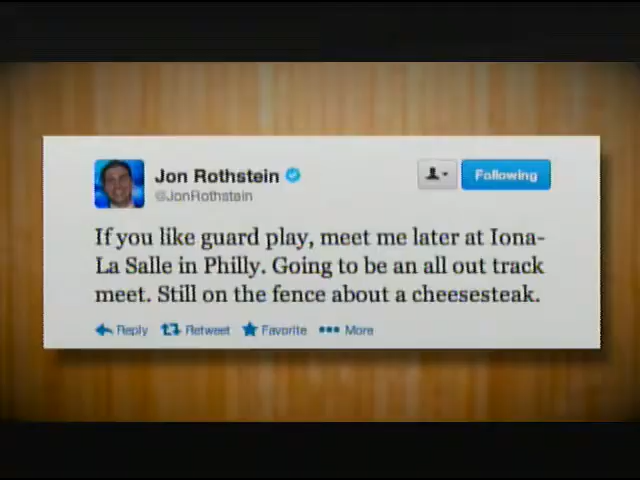 Jon Rothstein
@JonRothstein
Following
If you like guard play, meet me later at Iona-
La Salle in Philly. Going to be an all out track
meet. Still on the fence about a cheesesteak.
Reply Retweet Favorite More